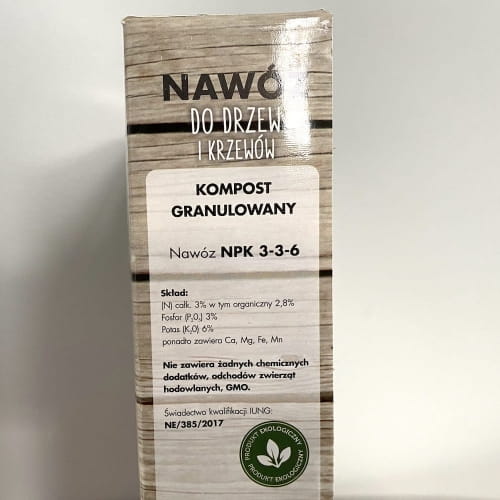 NAWÓZ
DO DRZEW
I KRZEWÓW
KOMPOST
GRANULOWANY
Nawóz NPK 3-3-6
Skład:
(N) całk. 3% w tym organiczny 2,8%
Fosfor (P₂O₅) 3%
Potas (K₂O) 6%
ponadto zawiera Ca, Mg, Fe, Mn
Nie zawiera żadnych chemicznych
dodatków, odchodów zwierząt
hodowlanych, GMO.
Świadectwo kwalifikacji IUNG:
NE/385/2017
PRODUKT EKOLOGICZNY
PRODUKT EKOLOGICZNY